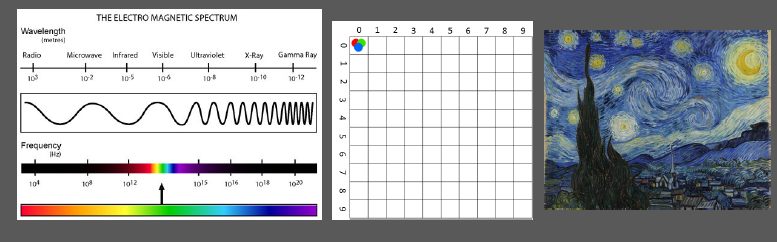 THE ELECTRO MAGNETIC SPECTRUM
Wavelength
(metres)
Radio Microwave Infrared Visible Ultraviolet X-Ray Gamma Ray
10³ 10⁻² 10⁻⁵ 10⁻⁶ 10⁻⁸ 10⁻¹⁰ 10⁻¹²
Frequency
(Hz)
10⁴ 10⁸ 10¹² 10¹⁵ 10¹⁶ 10¹⁸ 10²⁰
0 1 2 3 4 5 6 7 8 9
0
1
2
3
4
5
6
7
8
9